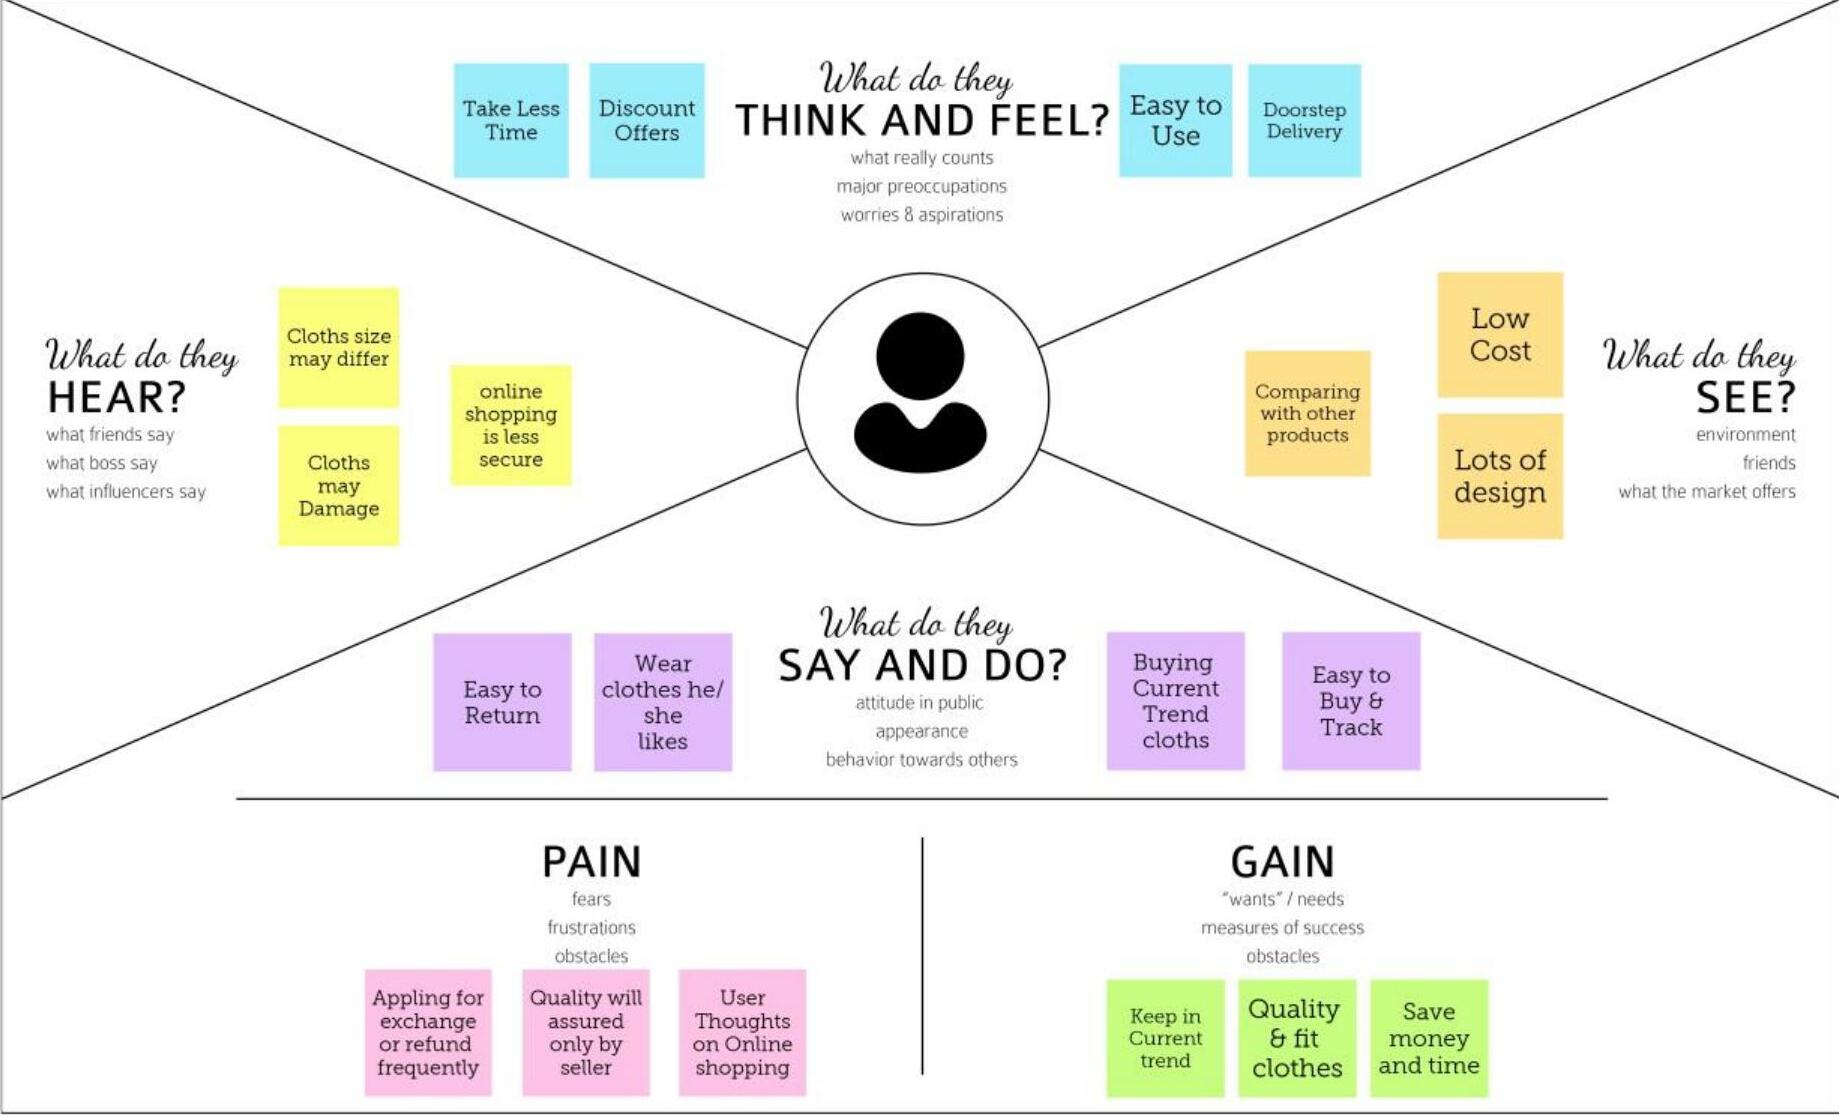 Take Less
Time
Discount
Offers
What do they
THINK AND FEEL?
what really counts
major preoccupations
worries & aspirations
Easy to
Use
Doorstep
Delivery
What do they
HEAR?
what friends say
what boss say
what influencers say
Cloths size
may differ
Cloths
may
Damage
online
shopping
is less
secure
Comparing
with other
products
Low
Cost
Lots of
design
What do they
SEE?
environment
friends
what the market offers
Easy to
Return
Wear
clothes he/
she
likes
What do they
SAY AND DO?
attitude in public
appearance
behavior towards others
Buying
Current
Trend
cloths
Easy to
Buy &
Track
PAIN
fears
frustrations
obstacles
Appling for
exchange
or refund
frequently
Quality will
assured
only by
seller
User
Thoughts
on Online
shopping
GAIN
"wants" / needs
measures of success
obstacles
Keep in
Current
trend
Quality
& fit
clothes
Save
money
and time